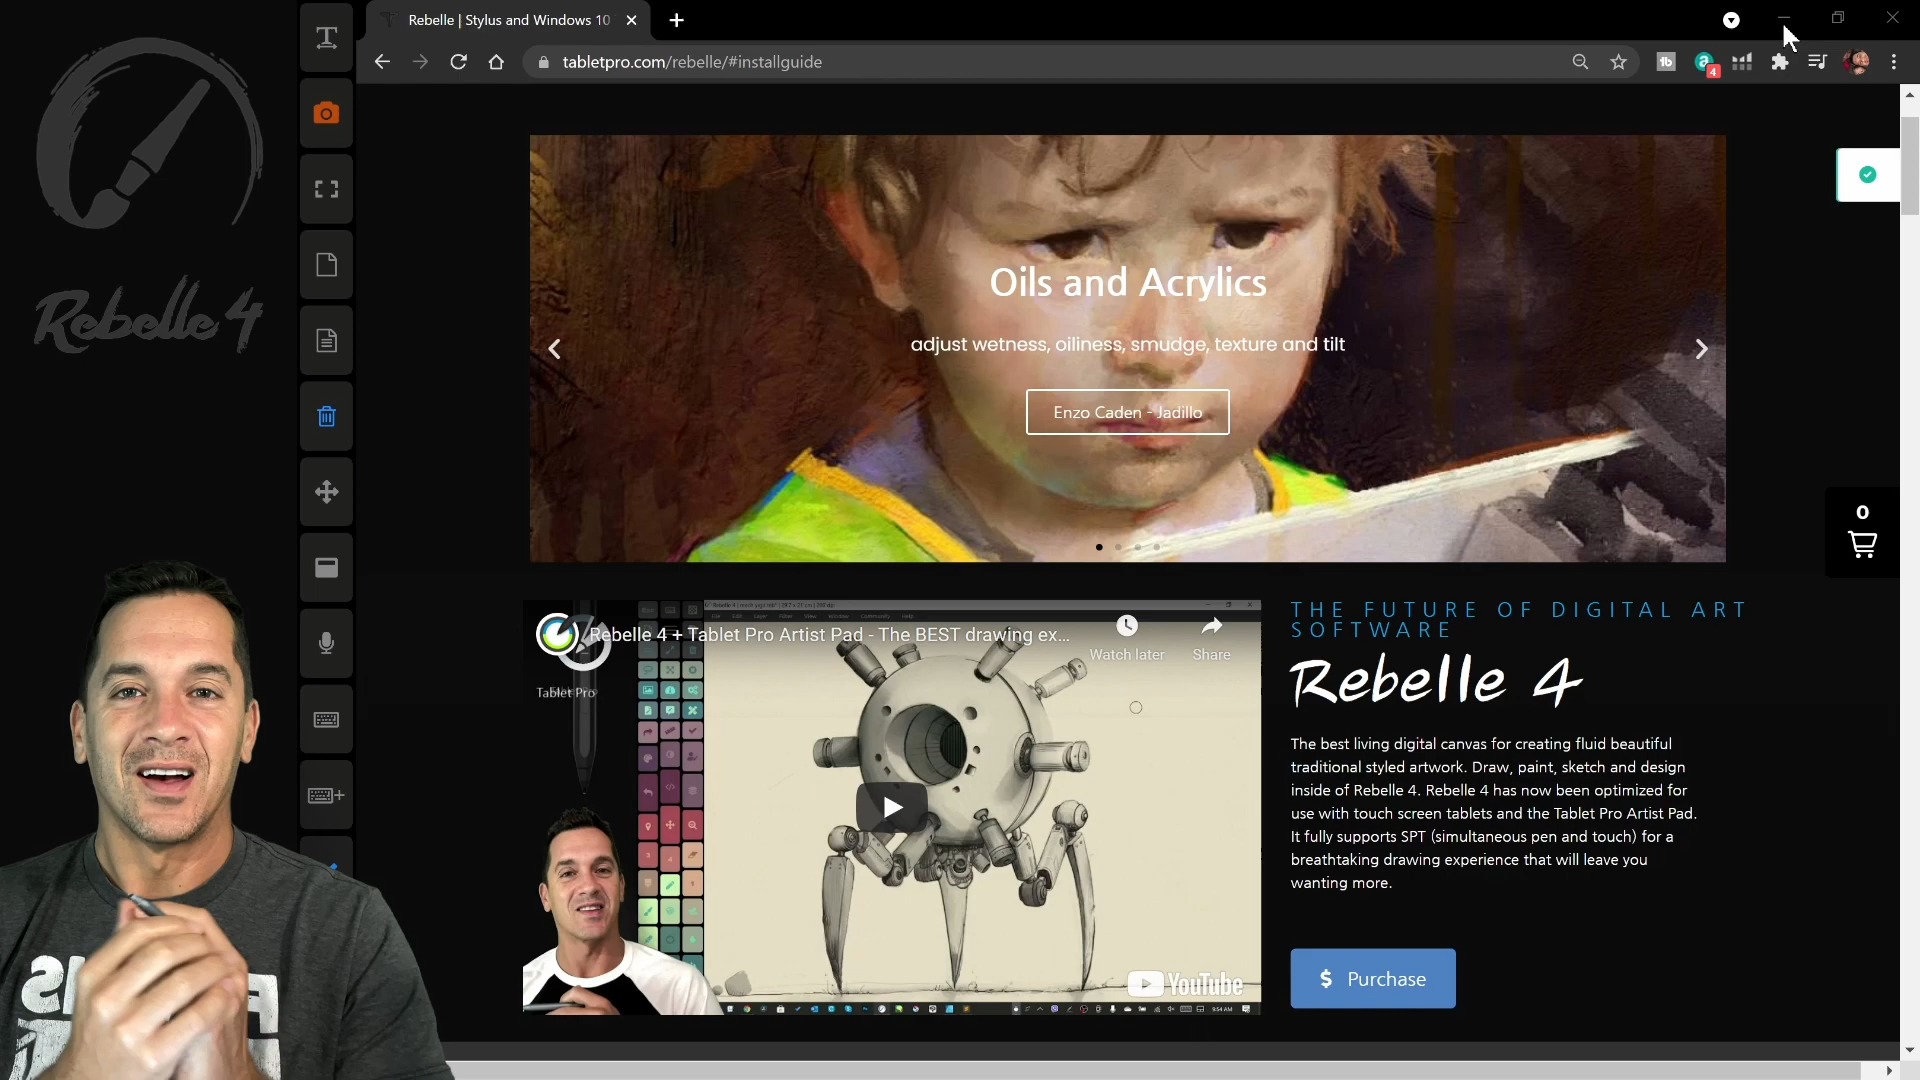 Rebelle | Stylus and Windows 10
tabletpro.com/rebelle/#installguide
4
Rebelle 4
Oils and Acrylics
adjust wetness, oiliness, smudge, texture and tilt
Enzo Caden - Jadillo
0
Rebelle 4 + Tablet Pro Artist Pad - The BEST drawing ex...
Watch later
Share
Tablet Pro
YouTube
9:54 AM
THE FUTURE OF DIGITAL ART
SOFTWARE
Rebelle 4
The best living digital canvas for creating fluid beautiful
traditional styled artwork. Draw, paint, sketch and design
inside of Rebelle 4. Rebelle 4 has now been optimized for
use with touch screen tablets and the Tablet Pro Artist Pad.
It fully supports SPT (simultaneous pen and touch) for a
breathtaking drawing experience that will leave you
wanting more.
$ Purchase